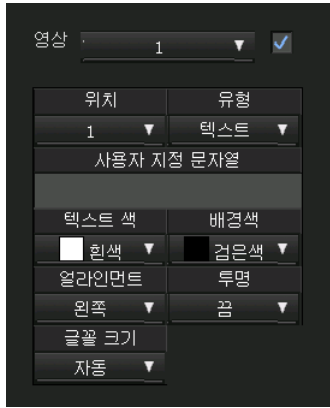 영상 1
위치 유형
1 텍스트
사용자 지정 문자열
텍스트 색 배경색
흰색 검은색
얼라인먼트 투명
왼쪽 끔
글꼴 크기
자동